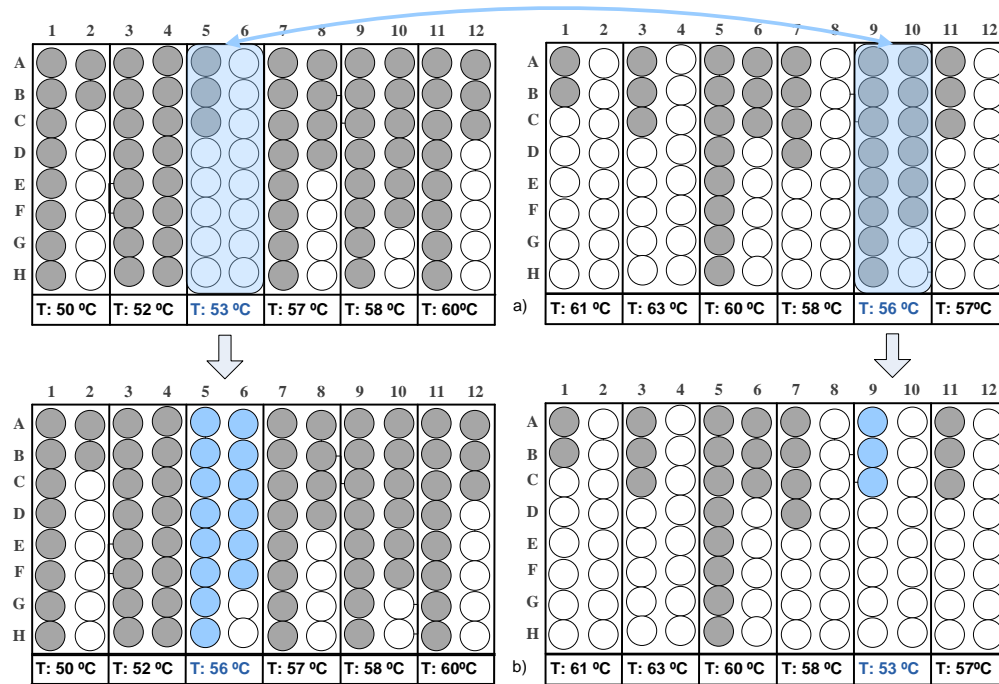 1 2 3 4 5 6 7 8 9 10 11 12
A
B
C
D
E
F
G
H
T: 50 ºC T: 52 ºC T: 53 ºC T: 57 ºC T: 58 ºC T: 60ºC
a)
1 2 3 4 5 6 7 8 9 10 11 12
A
B
C
D
E
F
G
H
T: 61 ºC T: 63 ºC T: 60 ºC T: 58 ºC T: 56 ºC T: 57ºC
1 2 3 4 5 6 7 8 9 10 11 12
A
B
C
D
E
F
G
H
T: 50 ºC T: 52 ºC T: 56 ºC T: 57 ºC T: 58 ºC T: 60ºC
b)
1 2 3 4 5 6 7 8 9 10 11 12
A
B
C
D
E
F
G
H
T: 61 ºC T: 63 ºC T: 60 ºC T: 58 ºC T: 53 ºC T: 57ºC